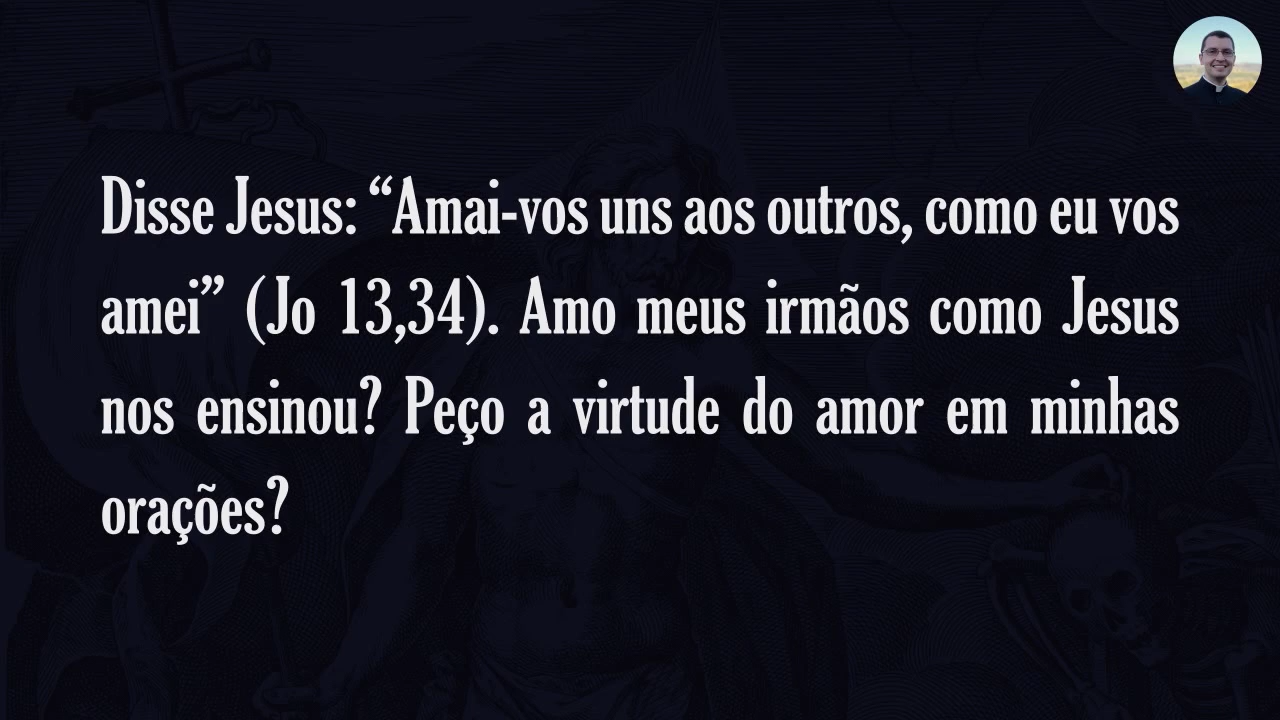 Disse Jesus: “Amai-vos uns aos outros, como eu vos
amei” (Jo 13,34). Amo meus irmãos como Jesus
nos ensinou? Peço a virtude do amor em minhas
orações?